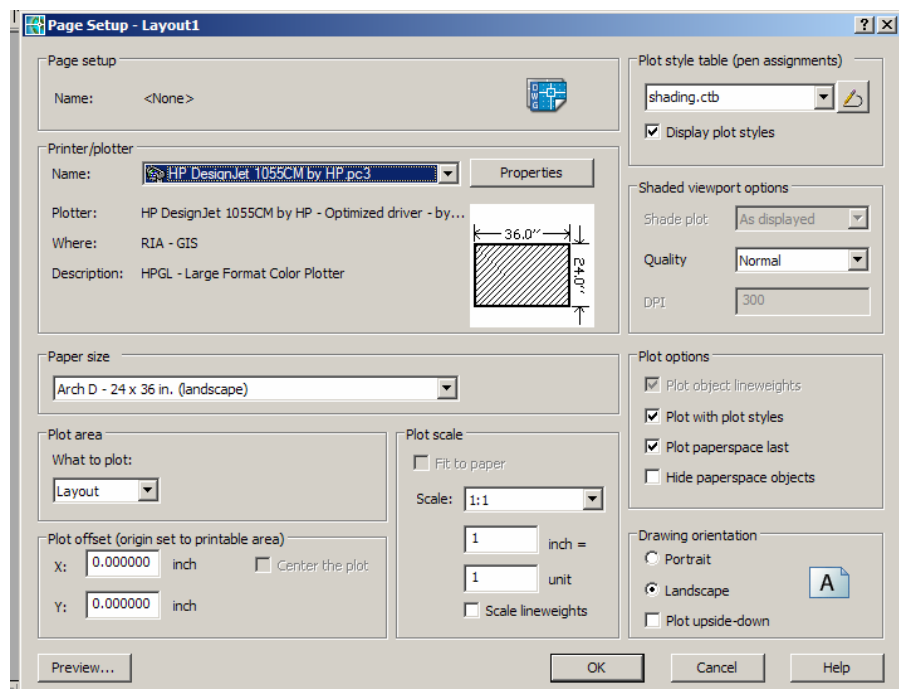 Page Setup - Layout1
Page setup
Name: <None>
DWG
Printer/plotter
Name: HP DesignJet 1055CM by HP.pc3 Properties
Plotter: HP DesignJet 1055CM by HP - Optimized driver - by...
Where: RIA - GIS
Description: HPGL - Large Format Color Plotter
36.0’’
24.0’’
Paper size
Arch D - 24 x 36 in. (landscape)
Plot area
What to plot:
Layout
Plot offset (origin set to printable area)
X: 0.000000 inch Center the plot
Y: 0.000000 inch
Plot scale
Fit to paper
Scale: 1:1
1 inch =
1 unit
Scale lineweights
Plot style table (pen assignments)
shading.ctb
Display plot styles
Shaded viewport options
Shade plot As displayed
Quality Normal
DPI 300
Plot options
Plot object lineweights
Plot with plot styles
Plot paperspace last
Hide paperspace objects
Drawing orientation
Portrait
Landscape
A
Plot upside-down
Preview... OK Cancel Help